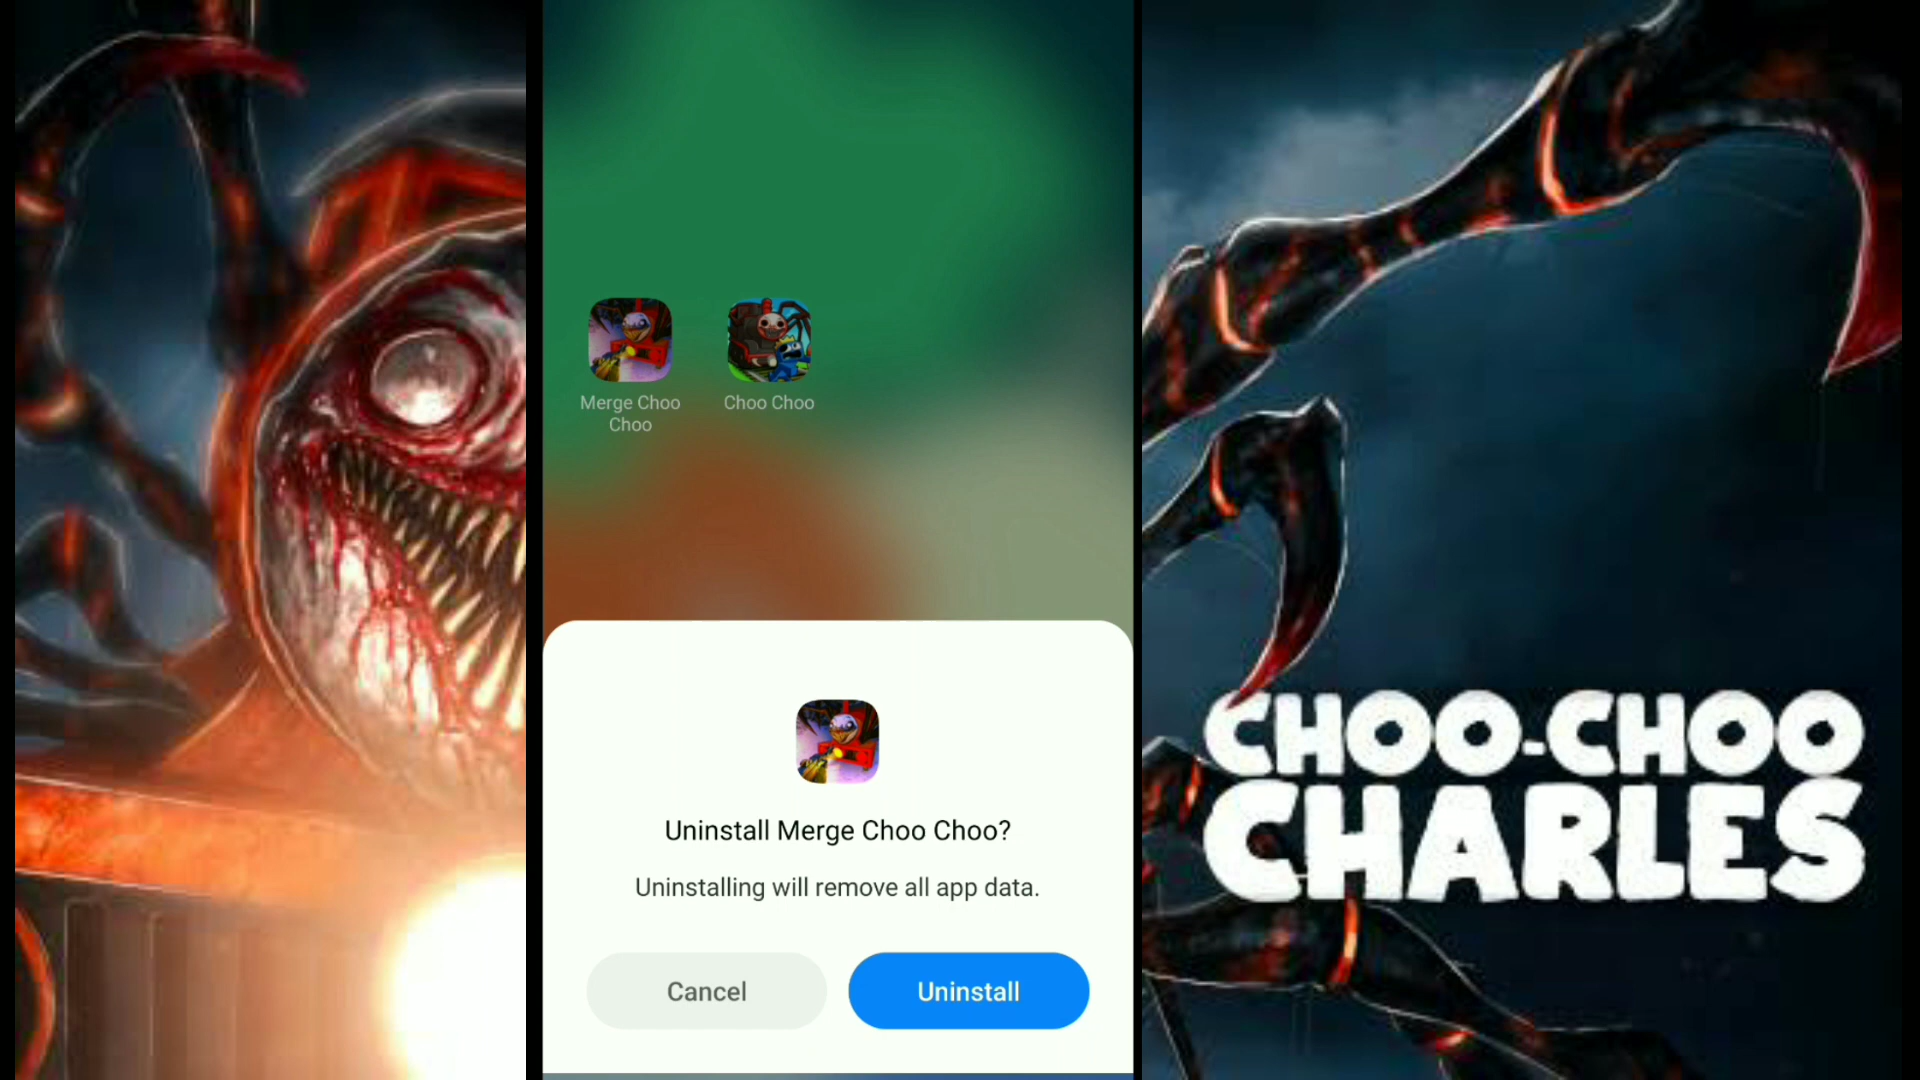 Merge Choo
Choo
Choo Choo
Uninstall Merge Choo Choo?
Uninstalling will remove all app data.
Cancel
Uninstall
CHOO-CHOO
CHARLES